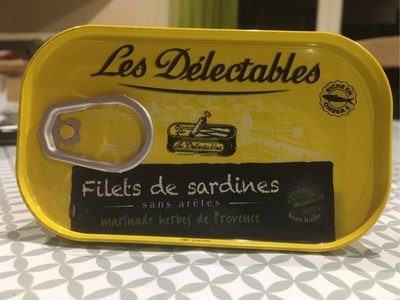 Les Délectables
RICHE EN
OMÉGA 3
Les Délectables
Filets de sardines
sans arêtes
marinade herbes de Provence
Sans huile